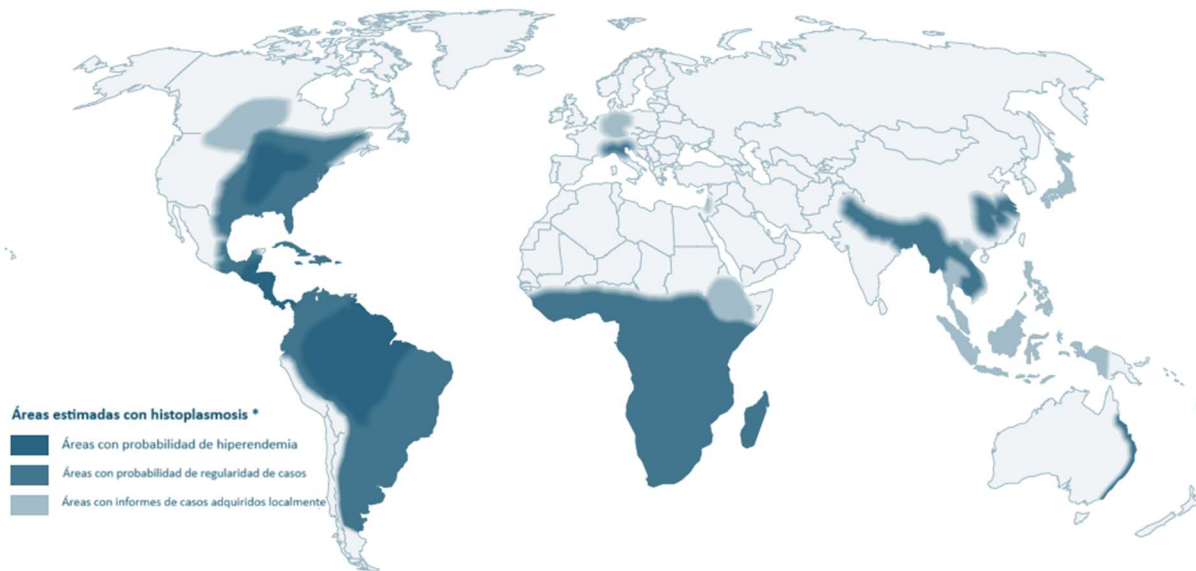 Áreas estimadas con histoplasmosis *
Áreas con probabilidad de hiperendemia
Áreas con probabilidad de regularidad de casos
Áreas con informes de casos adquiridos localmente